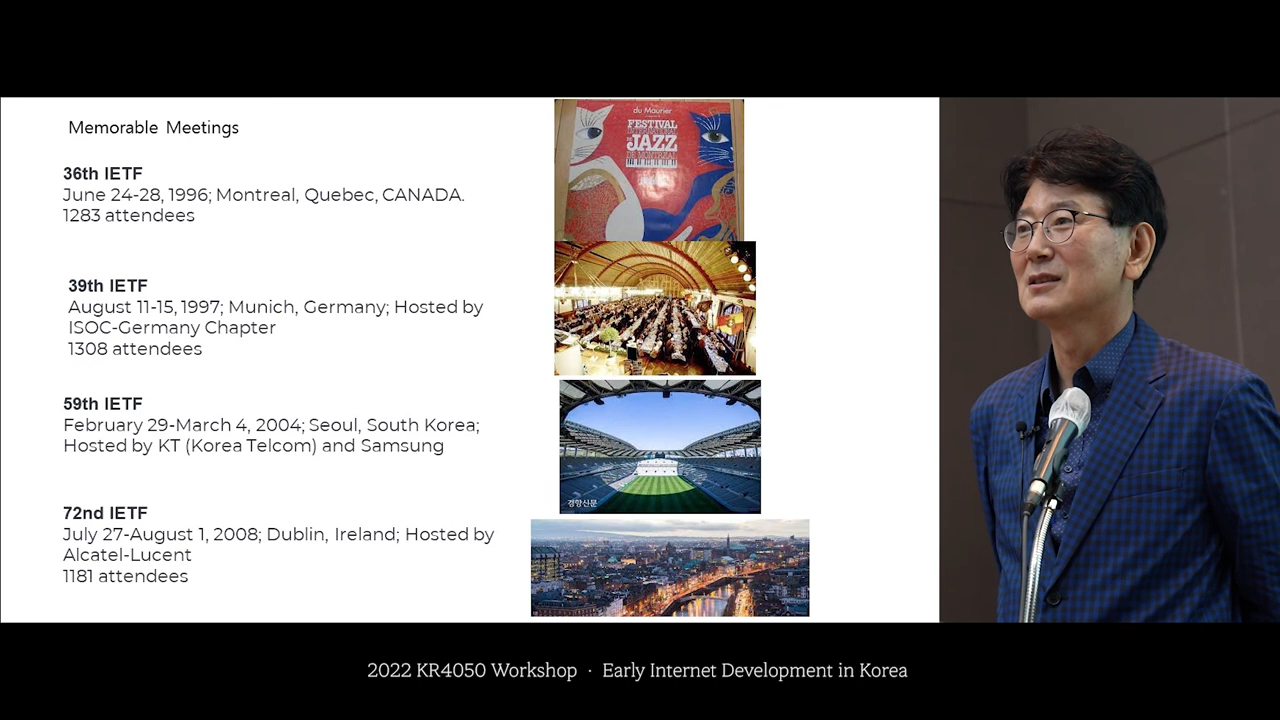 Memorable Meetings
36th IETF
June 24-28, 1996; Montreal, Quebec, CANADA.
1283 attendees
du Maurier
FESTIVAL
INTERNATIONAL
DE JAZZ
DE MONTREAL
39th IETF
August 11-15, 1997; Munich, Germany; Hosted by
ISOC-Germany Chapter
1308 attendees
59th IETF
February 29-March 4, 2004; Seoul, South Korea;
Hosted by KT (Korea Telcom) and Samsung
경향신문
72nd IETF
July 27-August 1, 2008; Dublin, Ireland; Hosted by
Alcatel-Lucent
1181 attendees
2022 KR4050 Workshop · Early Internet Development in Korea